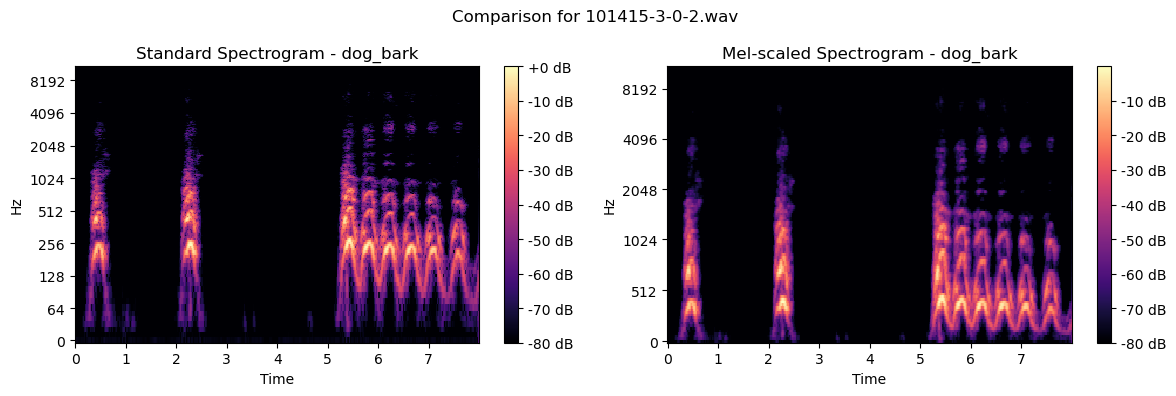 Comparison for 101415-3-0-2.wav
Standard Spectrogram - dog_bark
Hz
8192
4096
2048
1024
512
256
128
64
0
0 1 2 3 4 5 6 7
Time
+0 dB
-10 dB
-20 dB
-30 dB
-40 dB
-50 dB
-60 dB
-70 dB
-80 dB
Mel-scaled Spectrogram - dog_bark
Hz
8192
4096
2048
1024
512
0
0 1 2 3 4 5 6 7
Time
-10 dB
-20 dB
-30 dB
-40 dB
-50 dB
-60 dB
-70 dB
-80 dB